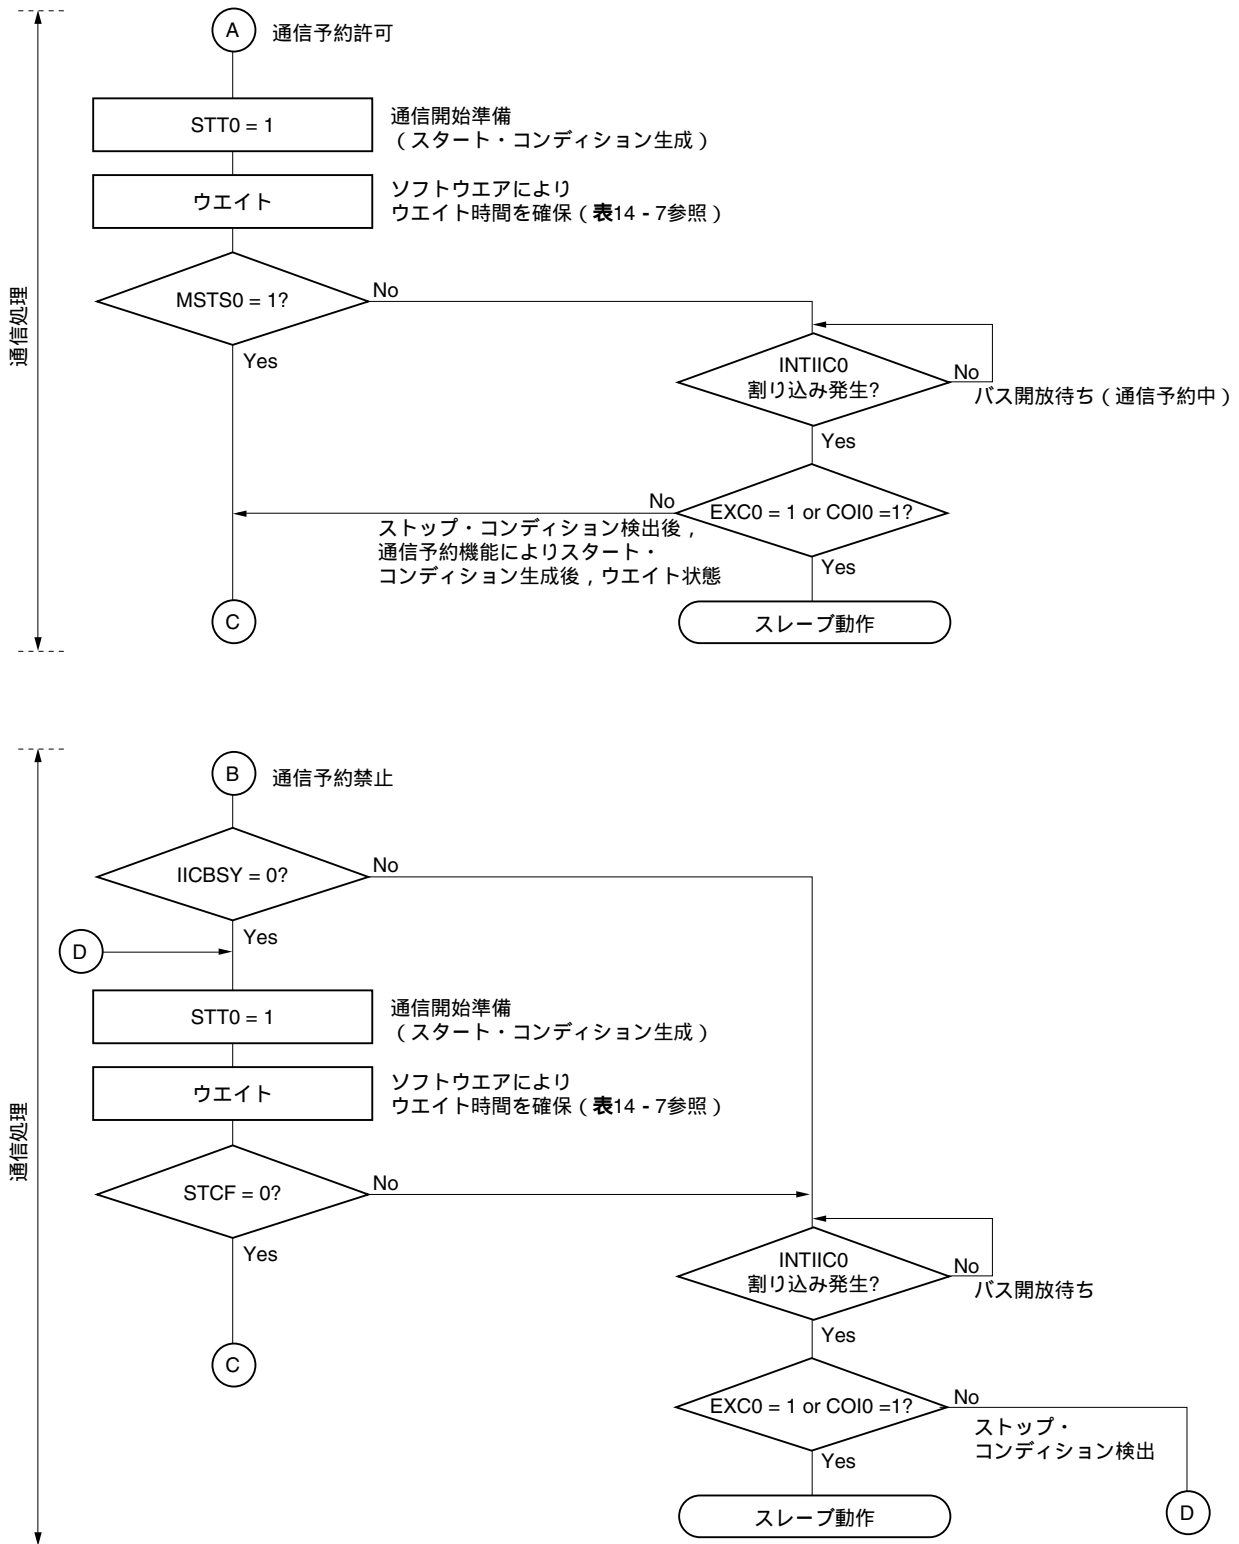 A 通信予約許可
STT0 = 1
通信開始準備
（スタート・コンディション生成）
ウエイト
ソフトウエアにより
ウエイト時間を確保（表14-7参照）
MSTS0 = 1?
No
Yes
INTIIC0
割り込み発生?
No
バス開放待ち（通信予約中）
Yes
EXC0 = 1 or COI0 =1?
No
ストップ・コンディション検出後，
通信予約機能によりスタート・
コンディション生成後，ウエイト状態
Yes
C
スレーブ動作
通信処理
B 通信予約禁止
IICBSY = 0?
No
Yes
D
STT0 = 1
通信開始準備
（スタート・コンディション生成）
ウエイト
ソフトウエアにより
ウエイト時間を確保（表14-7参照）
STCF = 0?
No
Yes
INTIIC0
割り込み発生?
No
バス開放待ち
Yes
C
EXC0 = 1 or COI0 =1?
No
ストップ・
コンディション検出
Yes
スレーブ動作
D
通信処理